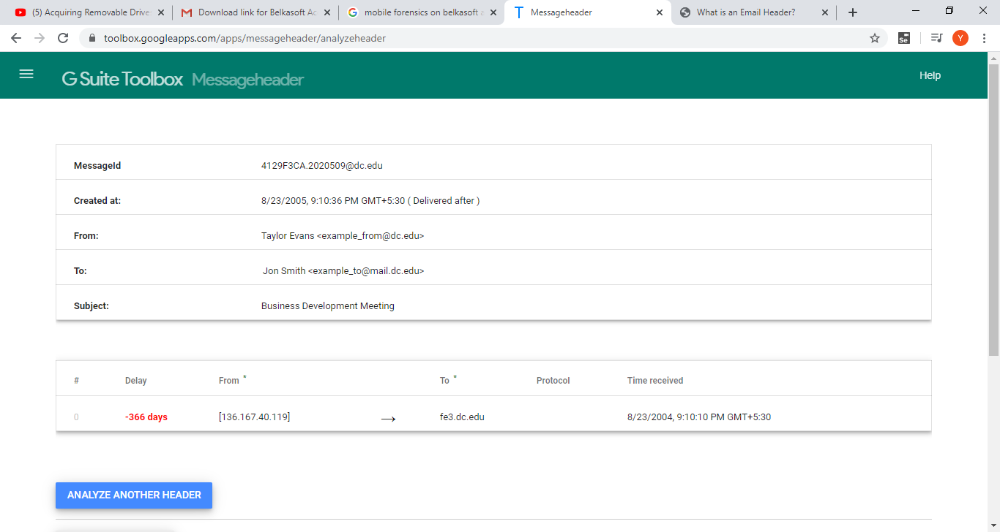 (5) Acquiring Removable Drive
Download link for Belkasoft Ac
mobile forensics on belkasoft a
Messageheader
What is an Email Header?
toolbox.googleapps.com/apps/messageheader/analyzeheader
Se
Y
G Suite Toolbox Messageheader
Help
MessageId 4129F3CA.2020509@dc.edu
Created at: 8/23/2005, 9:10:36 PM GMT+5:30 ( Delivered after )
From: Taylor Evans <example_from@dc.edu>
To: Jon Smith <example_to@mail.dc.edu>
Subject: Business Development Meeting
# Delay From * To * Protocol Time received
0 -366 days [136.167.40.119] → fe3.dc.edu 8/23/2004, 9:10:10 PM GMT+5:30
ANALYZE ANOTHER HEADER